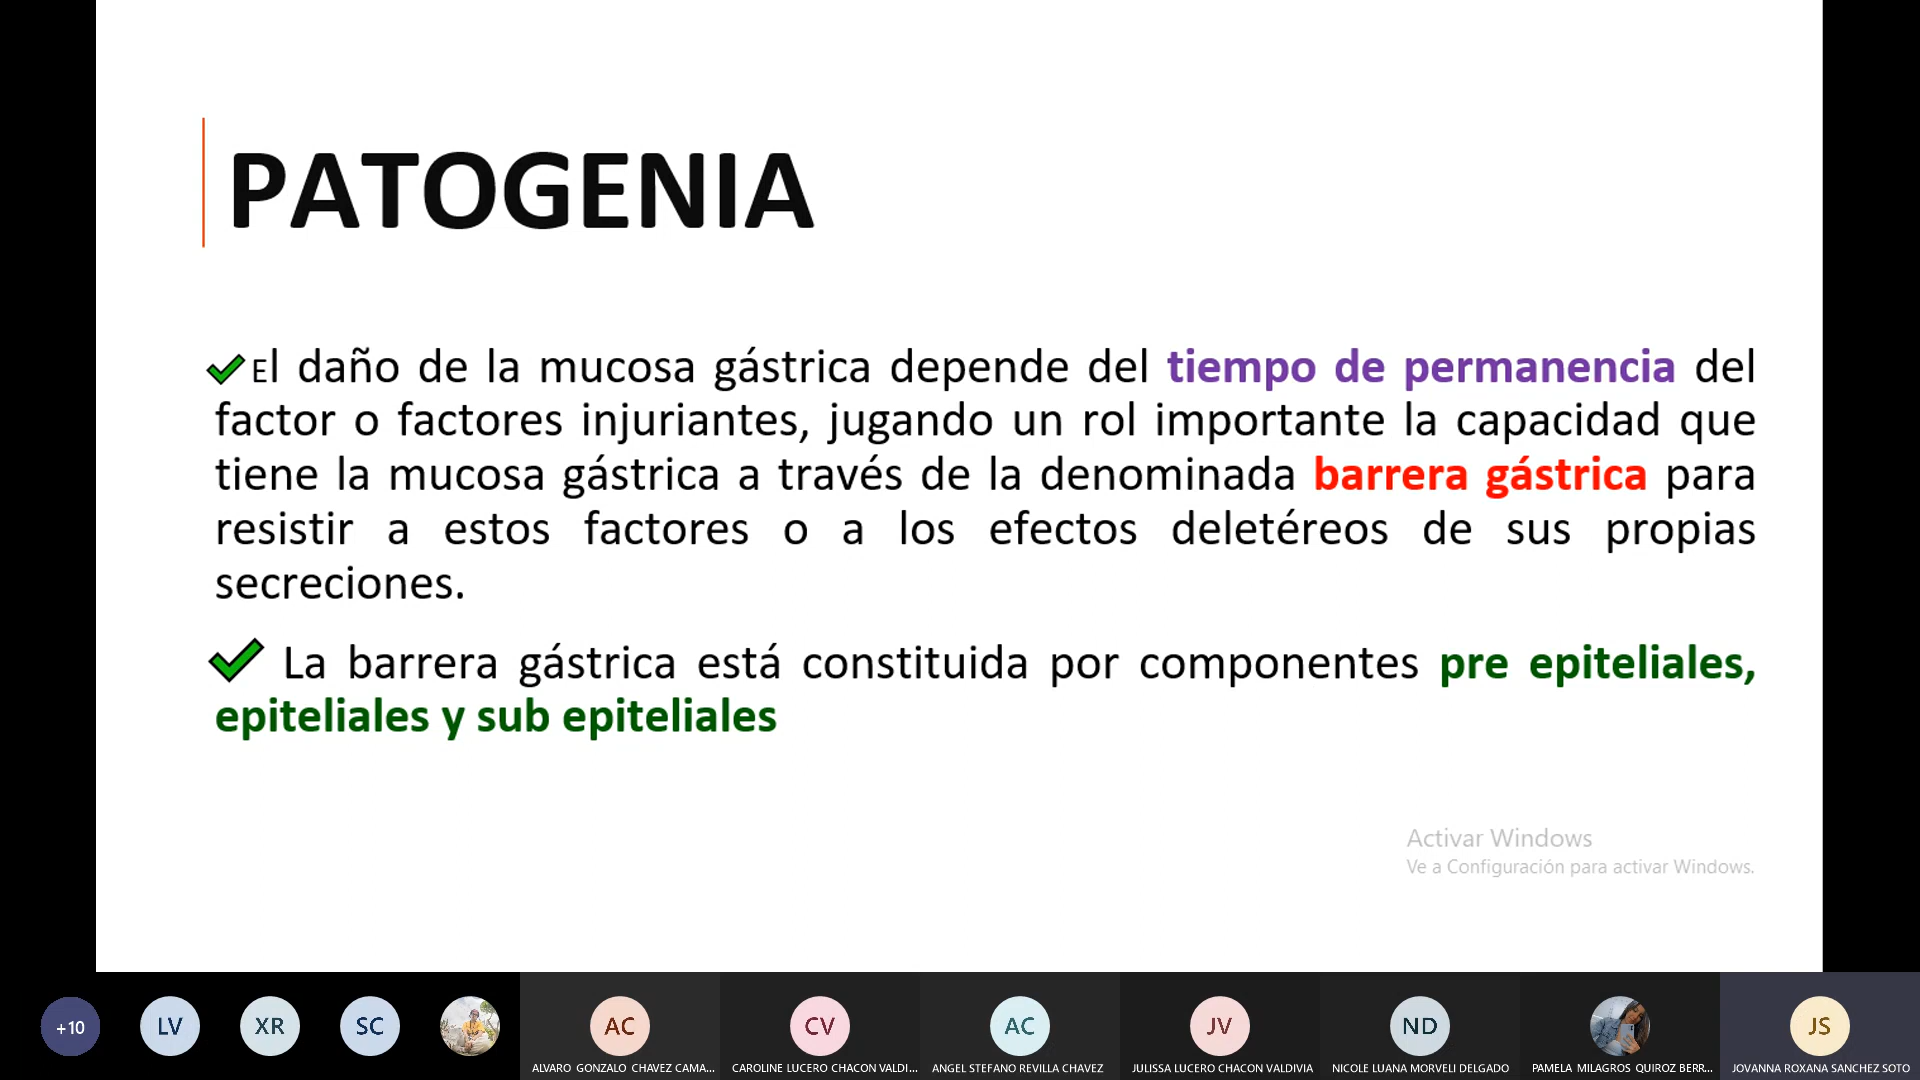 PATOGENIA
El daño de la mucosa gástrica depende del tiempo de permanencia del
factor o factores injuriantes, jugando un rol importante la capacidad que
tiene la mucosa gástrica a través de la denominada barrera gástrica para
resistir a estos factores o a los efectos deletéreos de sus propias
secreciones.
La barrera gástrica está constituida por componentes pre epiteliales,
epiteliales y sub epiteliales
Activar Windows
Ve a Configuración para activar Windows.
+10
LV
XR
SC
AC
CV
AC
JV
ND
JS
ALVARO GONZALO CHAVEZ CAMA...
CAROLINE LUCERO CHACON VALDI...
ANGEL STEFANO REVILLA CHAVEZ
JULISSA LUCERO CHACON VALDIVIA
NICOLE LUANA MORVELI DELGADO
PAMELA MILAGROS QUIROZ BERR...
JOVANNA ROXANA SANCHEZ SOTO